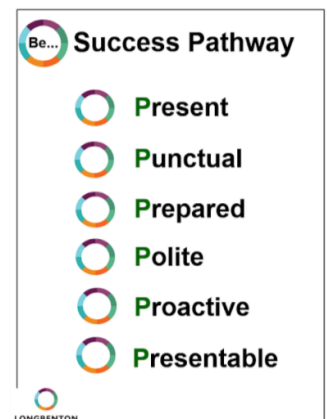 Be... Success Pathway
Present
Punctual
Prepared
Polite
Proactive
Presentable
LONGBENTON